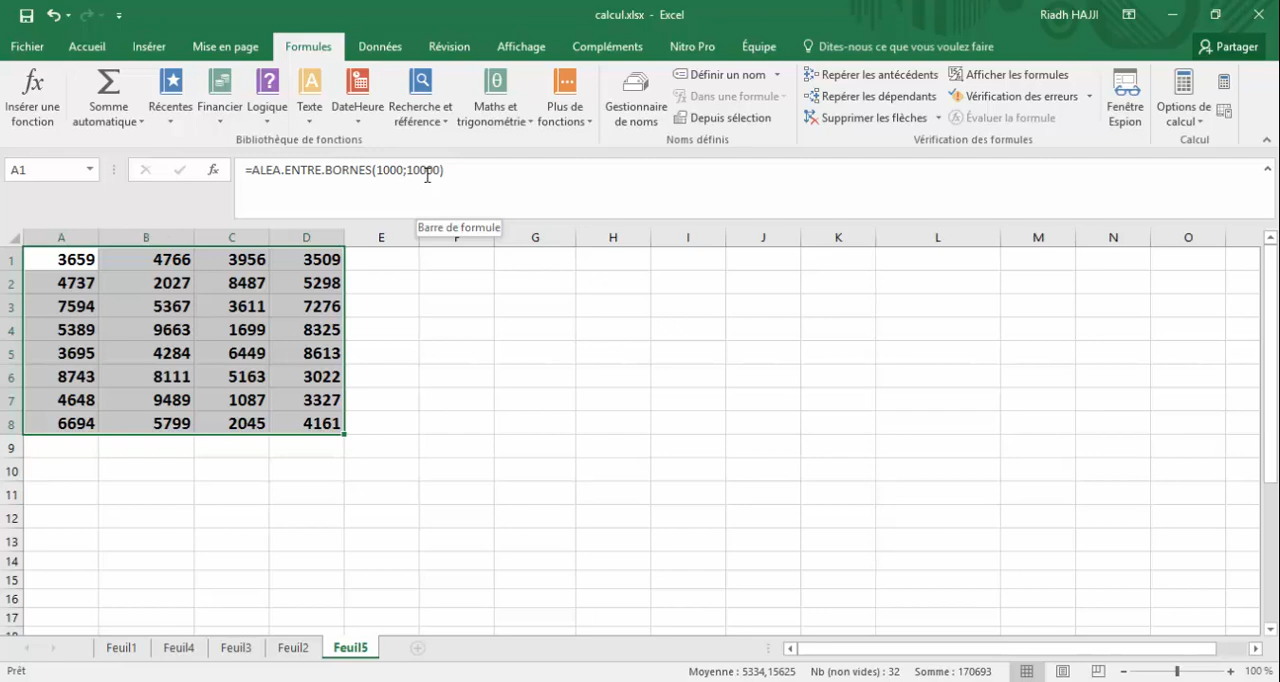 calcul.xlsx - Excel
Riadh HAJJI
Fichier Accueil Insérer Mise en page Formules Données Révision Affichage Compléments Nitro Pro Équipe Dites-nous ce que vous voulez faire Partager
Insérer une fonction
Somme automatique
Récentes
Financier
Logique
Texte
DateHeure
Recherche et référence
Maths et trigonométrie
Plus de fonctions
Bibliothèque de fonctions
Gestionnaire de noms
Définir un nom
Dans une formule
Depuis sélection
Noms définis
Repérer les antécédents
Repérer les dépendants
Supprimer les flèches
Afficher les formules
Vérification des erreurs
Évaluer la formule
Vérification des formules
Fenêtre Espion
Options de calcul
Calcul
A1 fx =ALEA.ENTRE.BORNES(1000;10000)
Barre de formule
A B C D E F G H I J K L M N O
1 3659 4766 3956 3509
2 4737 2027 8487 5298
3 7594 5367 3611 7276
4 5389 9663 1699 8325
5 3695 4284 6449 8613
6 8743 8111 5163 3022
7 4648 9489 1087 3327
8 6694 5799 2045 4161
9
10
11
12
13
14
15
16
17
18
Feuil1 Feuil4 Feuil3 Feuil2 Feuil5
Prêt Moyenne : 5334,15625 Nb (non vides) : 32 Somme : 170693 100 %